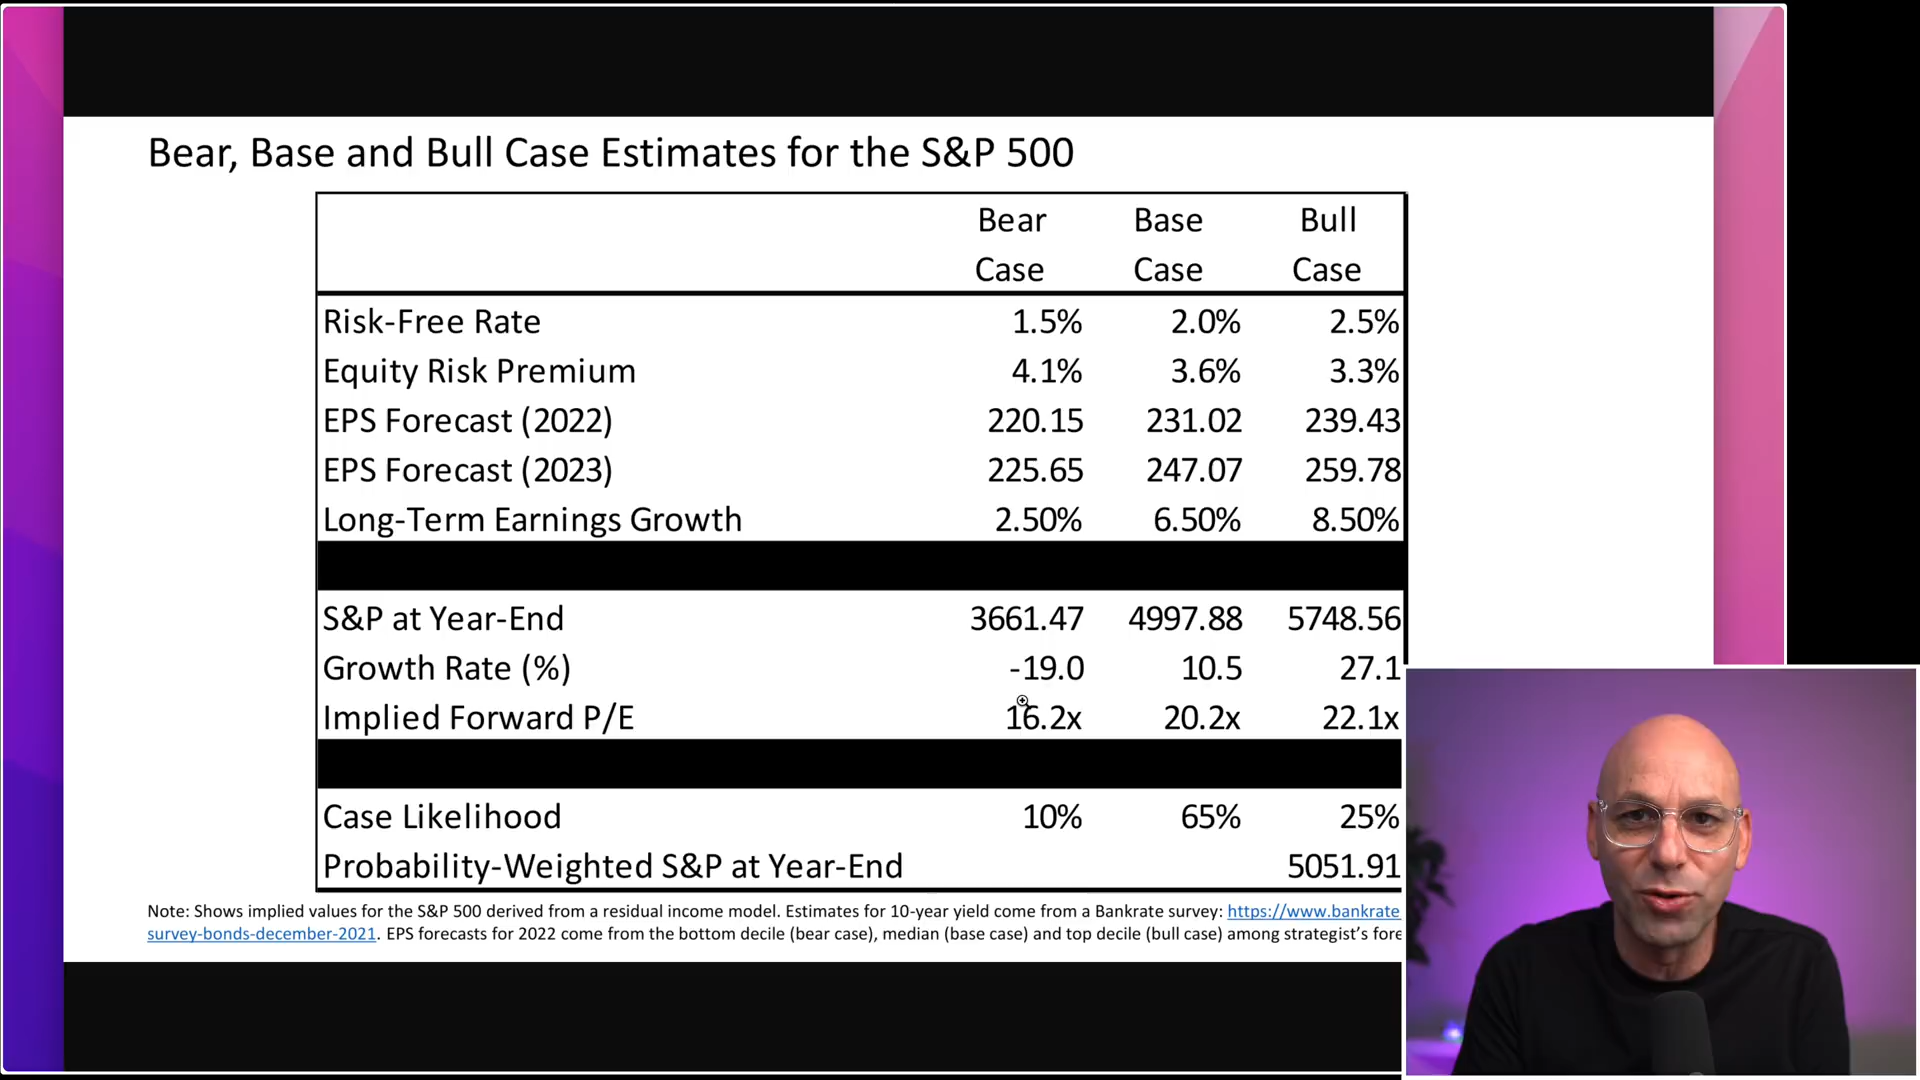 Bear, Base and Bull Case Estimates for the S&P 500
Bear Base Bull
Case Case Case
Risk-Free Rate 1.5% 2.0% 2.5%
Equity Risk Premium 4.1% 3.6% 3.3%
EPS Forecast (2022) 220.15 231.02 239.43
EPS Forecast (2023) 225.65 247.07 259.78
Long-Term Earnings Growth 2.50% 6.50% 8.50%
S&P at Year-End 3661.47 4997.88 5748.56
Growth Rate (%) -19.0 10.5 27.1
Implied Forward P/E 16.2x 20.2x 22.1x
Case Likelihood 10% 65% 25%
Probability-Weighted S&P at Year-End 5051.91
Note: Shows implied values for the S&P 500 derived from a residual income model. Estimates for 10-year yield come from a Bankrate survey: https://www.bankrate
survey-bonds-december-2021. EPS forecasts for 2022 come from the bottom decile (bear case), median (base case) and top decile (bull case) among strategist's fore